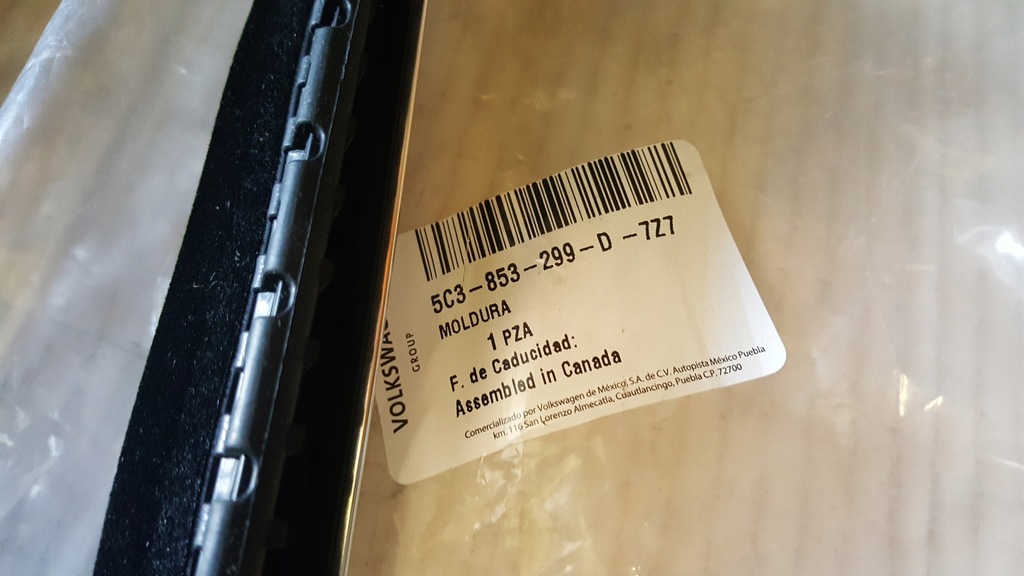 5C3-853-299-D -7Z7
MOLDURA
1 PZA
F. de Caducidad:
Assembled in Canada
Comercializado por Volkswagen de México, S.A. de C.V. Autopista México Puebla
km. 116 San Lorenzo Almecatla, Cuautlancingo, Puebla C.P. 72700
VOLKSWA
GROUP